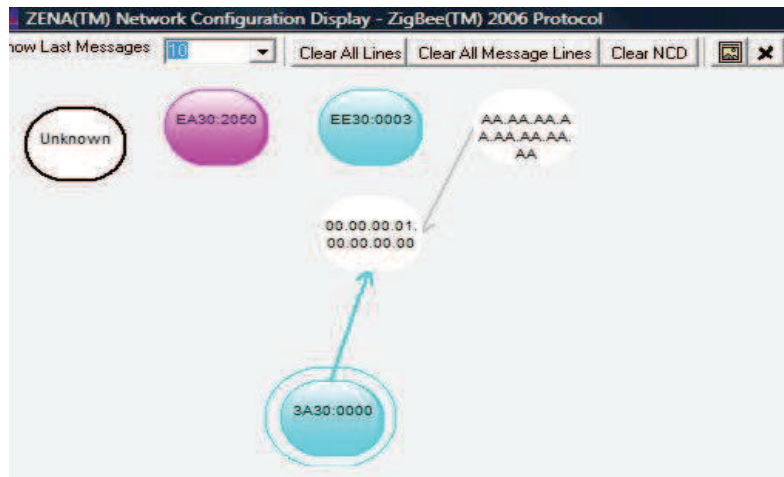 ZENA(TM) Network Configuration Display - ZigBee(TM) 2006 Protocol
how Last Messages 10 Clear All Lines Clear All Message Lines Clear NCD
Unknown
EA30:2050
EE30:0003
AA.AA.AA.A
A.AA.AA.AA.
AA
00.00.00.01.
00.00.00.00
3A30:0000